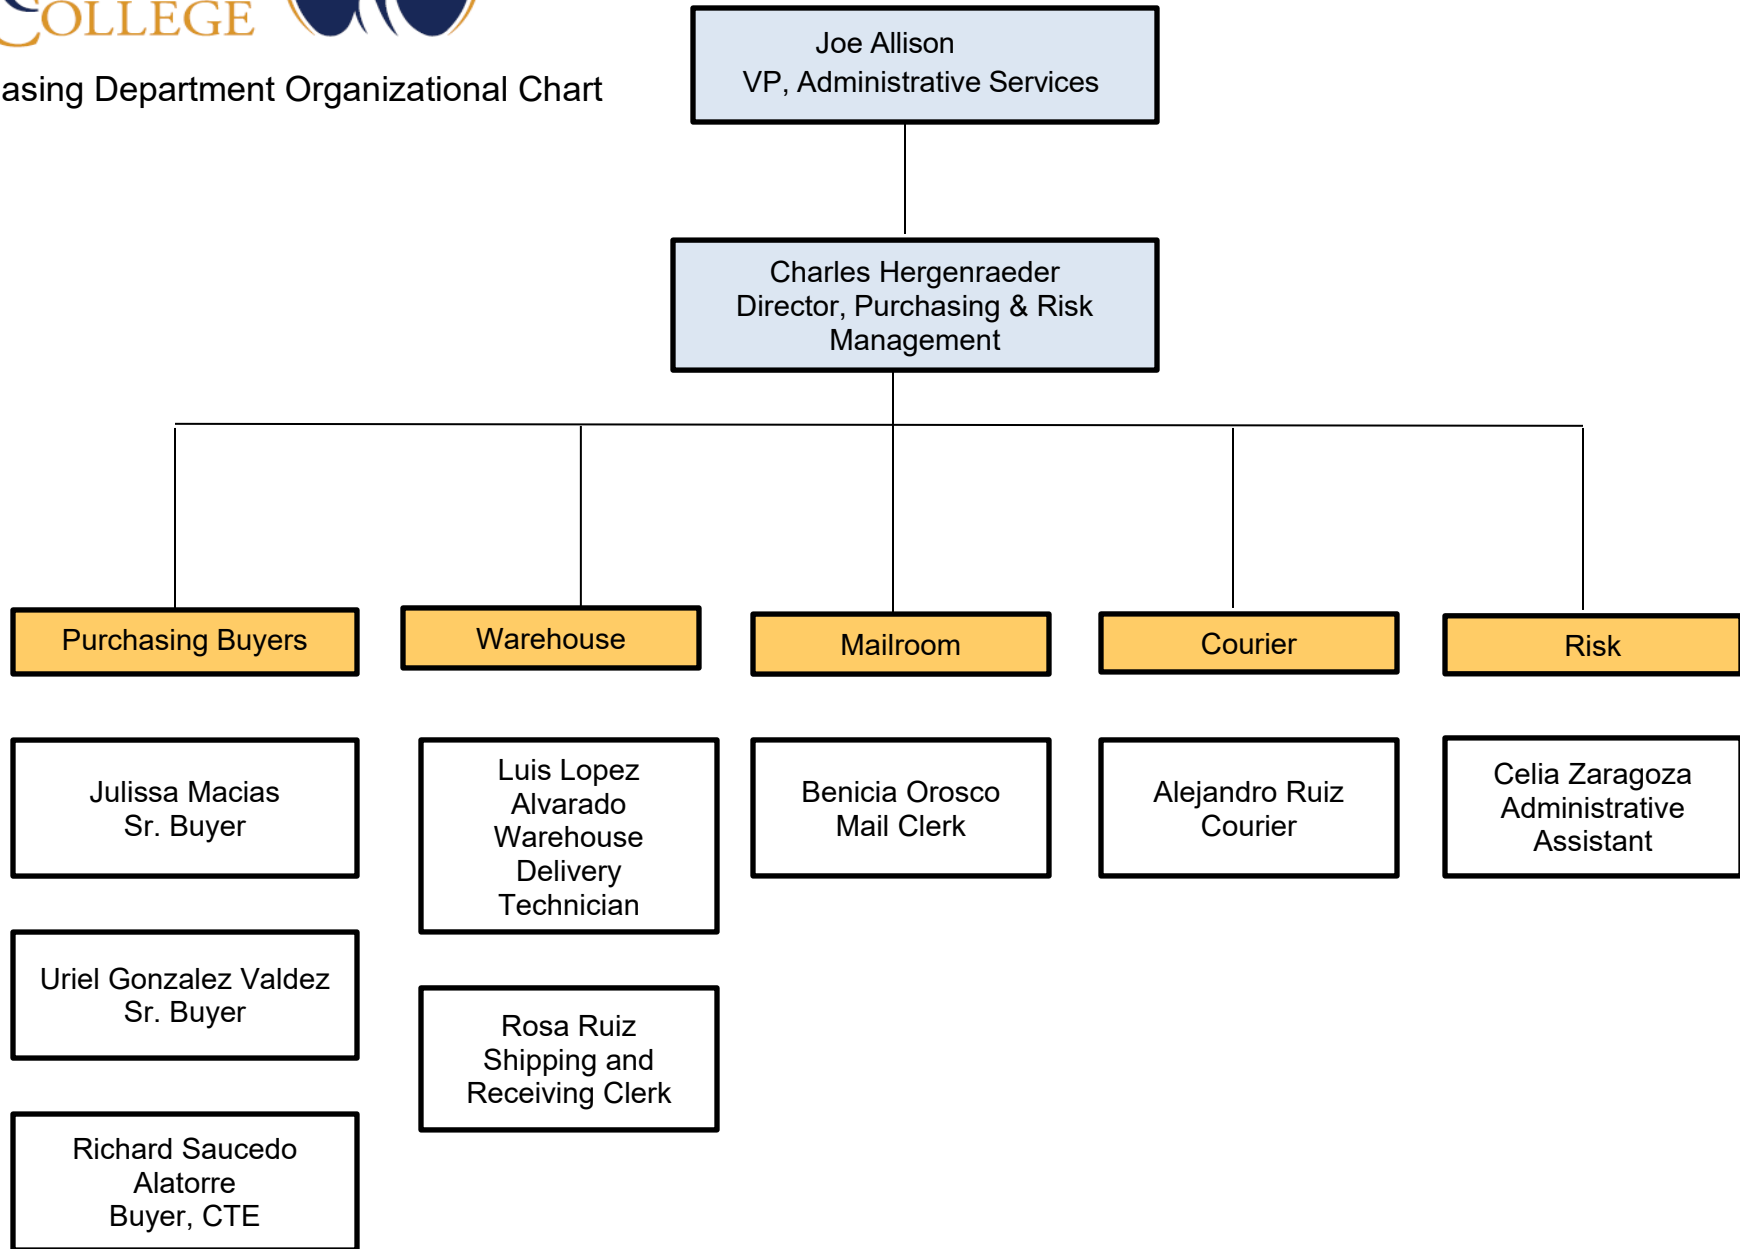 COLLEGE
asing Department Organizational Chart
Joe Allison
VP, Administrative Services
Charles Hergenraeder
Director, Purchasing & Risk
Management
Purchasing Buyers
Warehouse
Mailroom
Courier
Risk
Julissa Macias
Sr. Buyer
Uriel Gonzalez Valdez
Sr. Buyer
Richard Saucedo
Alatorre
Buyer, CTE
Luis Lopez
Alvarado
Warehouse
Delivery
Technician
Rosa Ruiz
Shipping and
Receiving Clerk
Benicia Orosco
Mail Clerk
Alejandro Ruiz
Courier
Celia Zaragoza
Administrative
Assistant